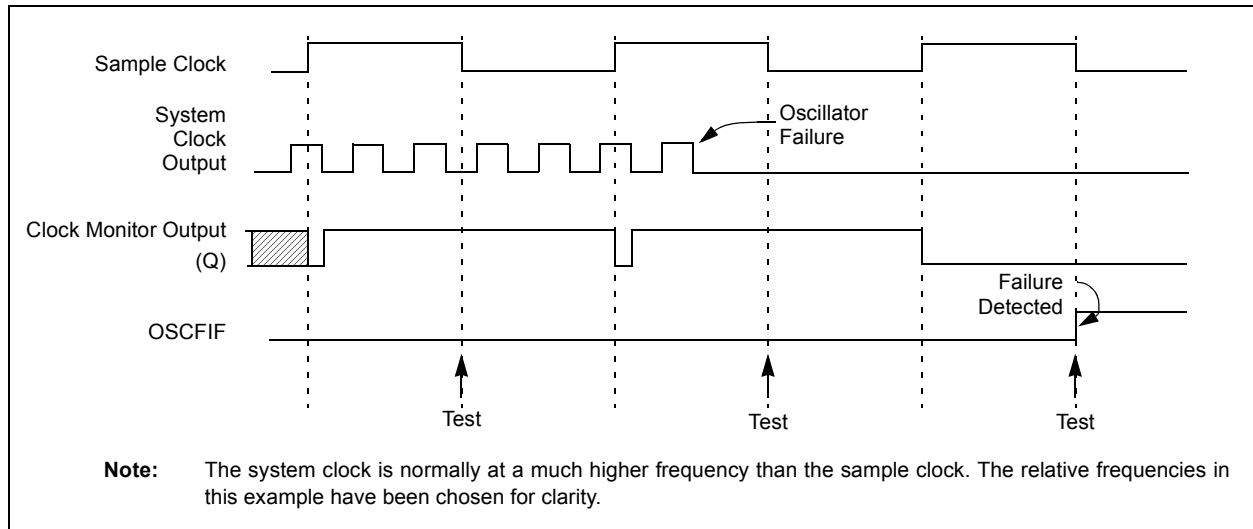 Sample Clock
System
Clock
Output
Oscillator
Failure
Clock Monitor Output
(Q)
Failure
Detected
OSCFIF
Test
Test
Test
Note: The system clock is normally at a much higher frequency than the sample clock. The relative frequencies in
this example have been chosen for clarity.